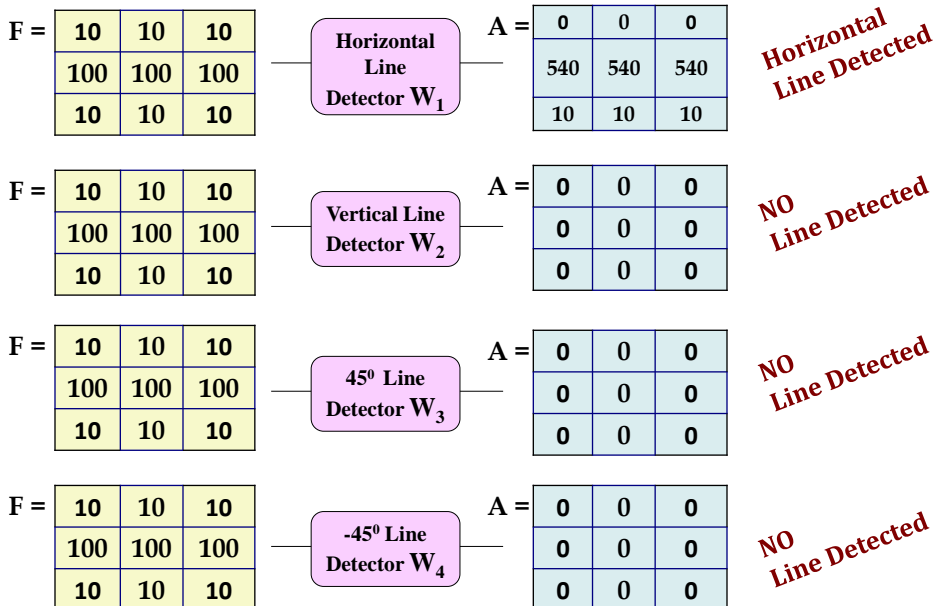 F =
10 10 10
100 100 100
10 10 10
Horizontal
Line
Detector W1
A =
0 0 0
540 540 540
10 10 10
Horizontal
Line Detected
F =
10 10 10
100 100 100
10 10 10
Vertical Line
Detector W2
A =
0 0 0
0 0 0
0 0 0
NO
Line Detected
F =
10 10 10
100 100 100
10 10 10
45⁰ Line
Detector W3
A =
0 0 0
0 0 0
0 0 0
NO
Line Detected
F =
10 10 10
100 100 100
10 10 10
-45⁰ Line
Detector W4
A =
0 0 0
0 0 0
0 0 0
NO
Line Detected